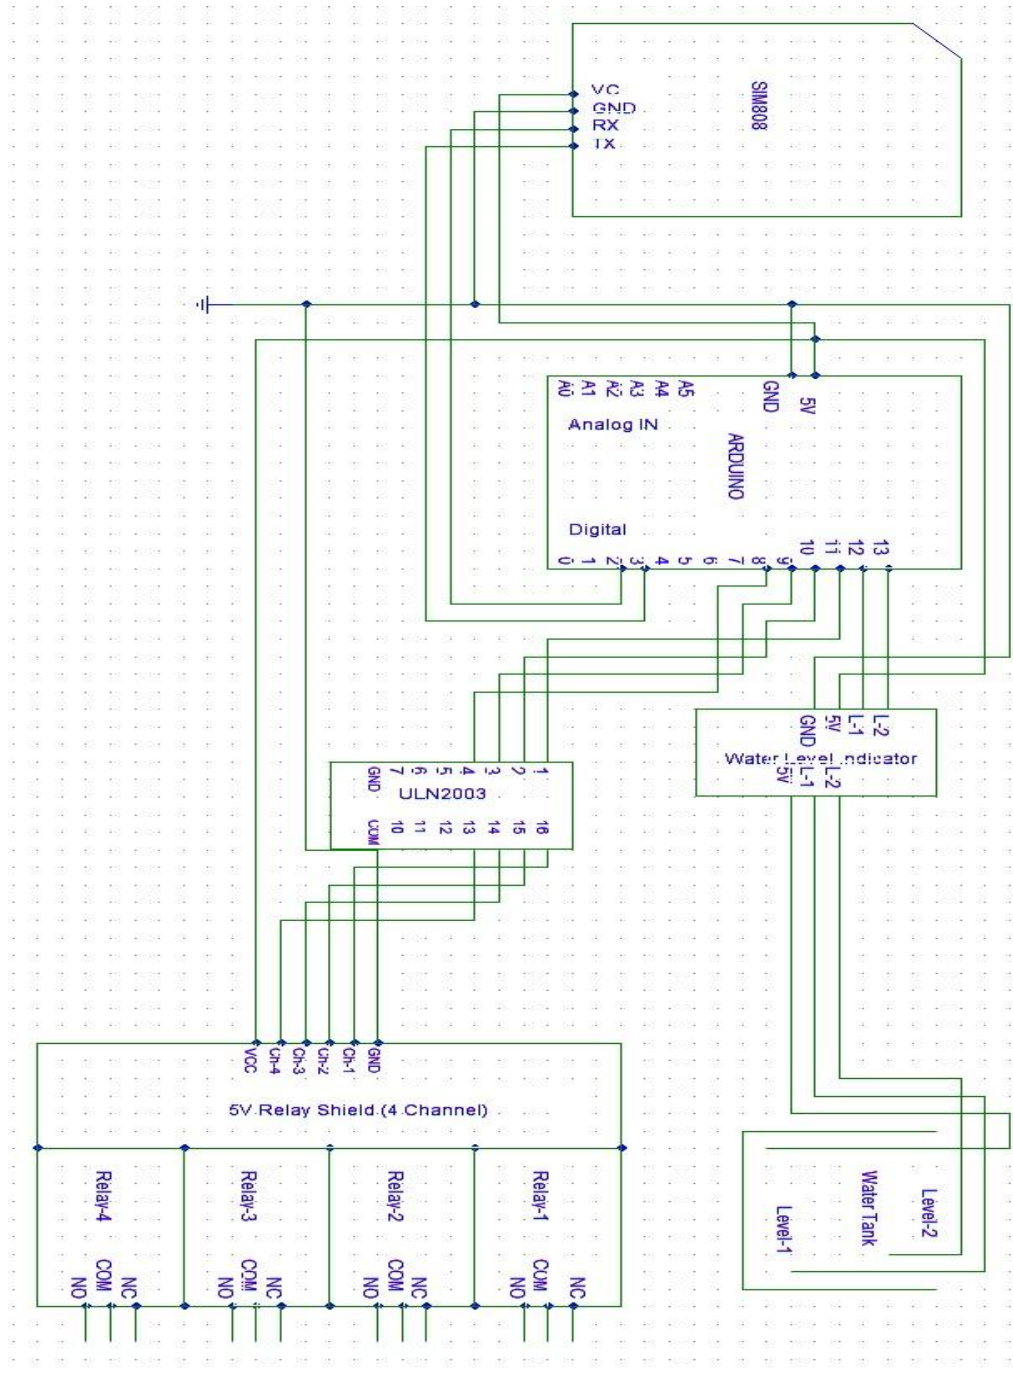 VC
GND
RX
TX
SIM808
A0 A1 A2 A3 A4 A5
GND 5V
Analog IN
ARDUINO
Digital
0 1 2 3 4 5 6 7 8 9 10 11 12 13
GND 5V L-1 L-2
Water Level Indicator
5V L-1 L-2
GND 7 6 5 4 3 2 1
ULN2003
COM 10 11 12 13 14 15 16
VCC Ch-4 Ch-3 Ch-2 Ch-1 GND
5V Relay Shield (4 Channel)
Relay-4 Relay-3 Relay-2 Relay-1
NO COM NC NO COM NC NO COM NC NO COM NC
Level-1
Water Tank
Level-2